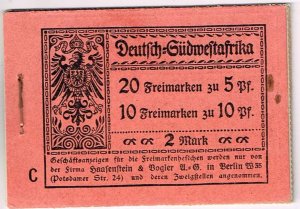 Deutsch-Südwestafrika
20 Freimarken zu 5 Pf.
10 Freimarken zu 10 Pf.
2 Mark
Geschäftsanzeigen für die Freimarkenheftchen werden nur von
der Firma Haasenstein & Vogler A.-G. in Berlin W 35
(Potsdamer Str. 24) und deren Zweigstellen angenommen.
C